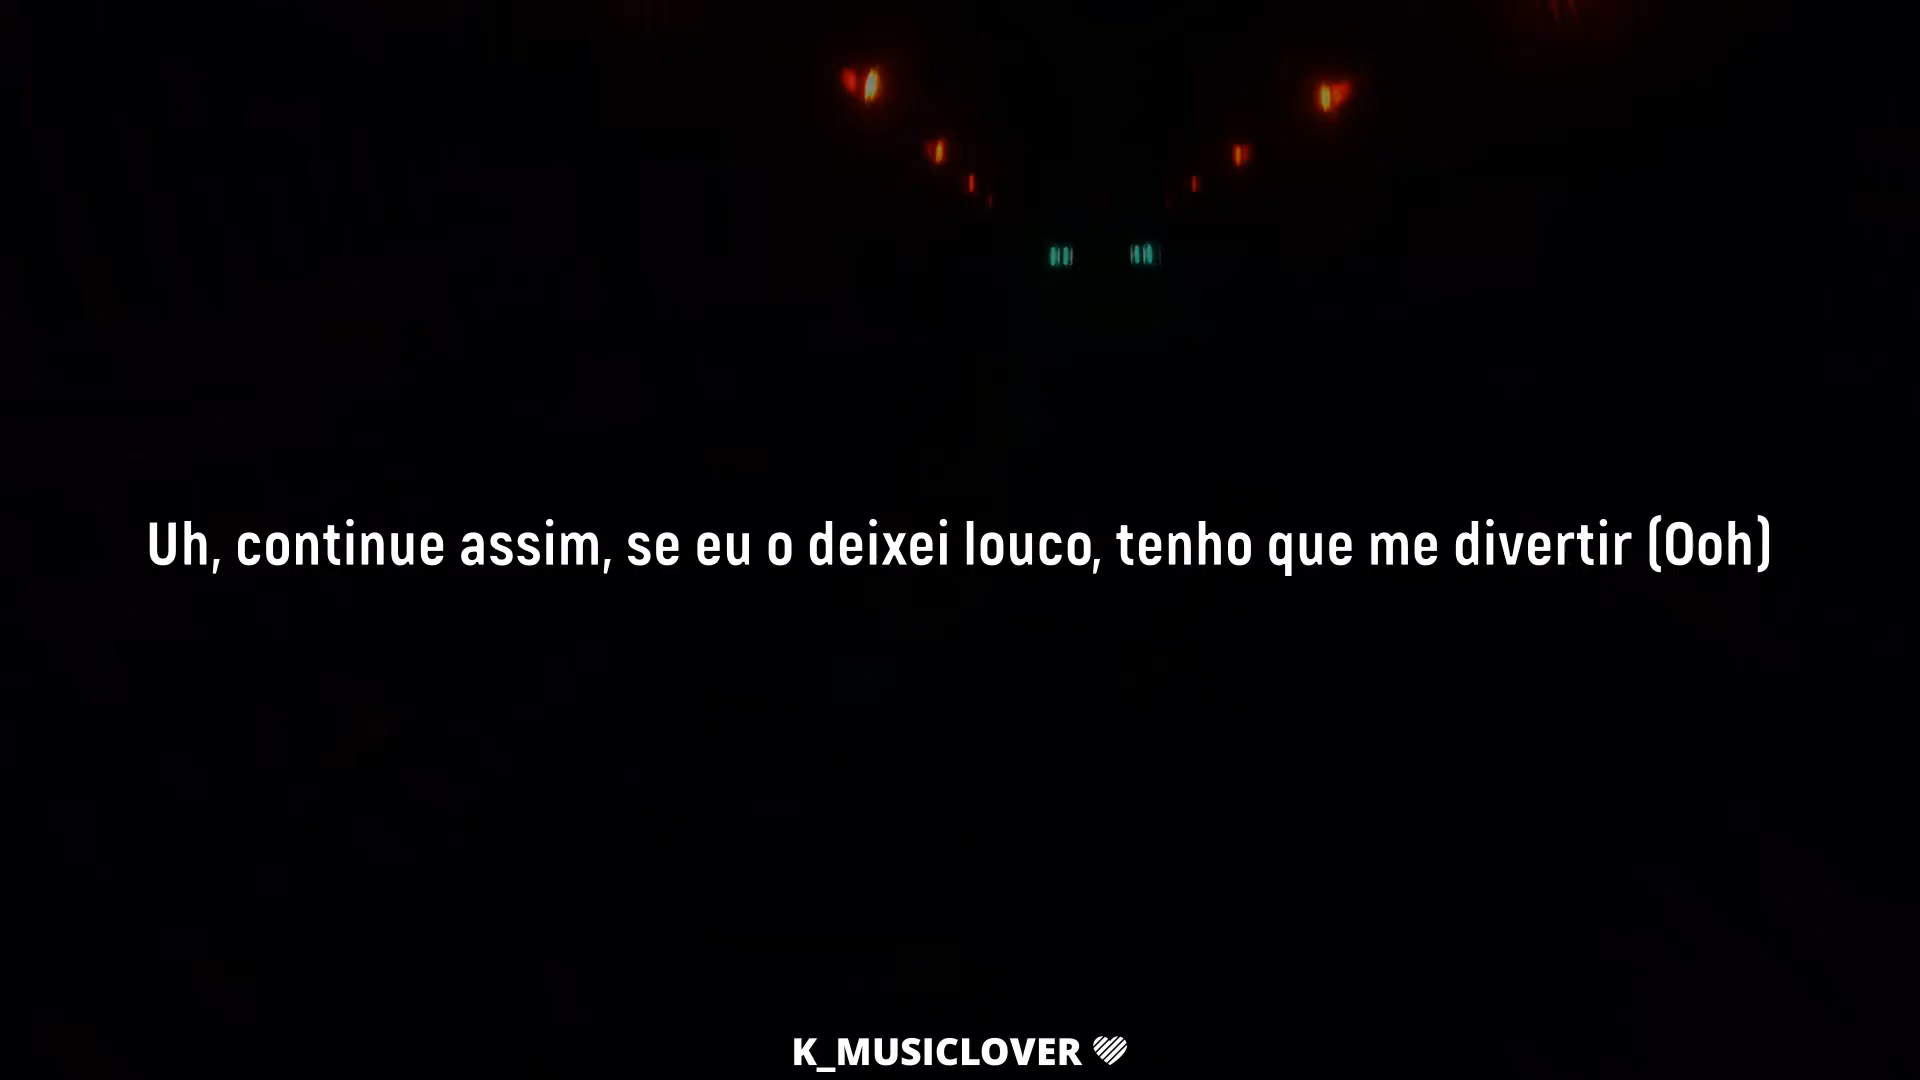 Uh, continue assim, se eu o deixei louco, tenho que me divertir (Ooh)
K_MUSICLOVER